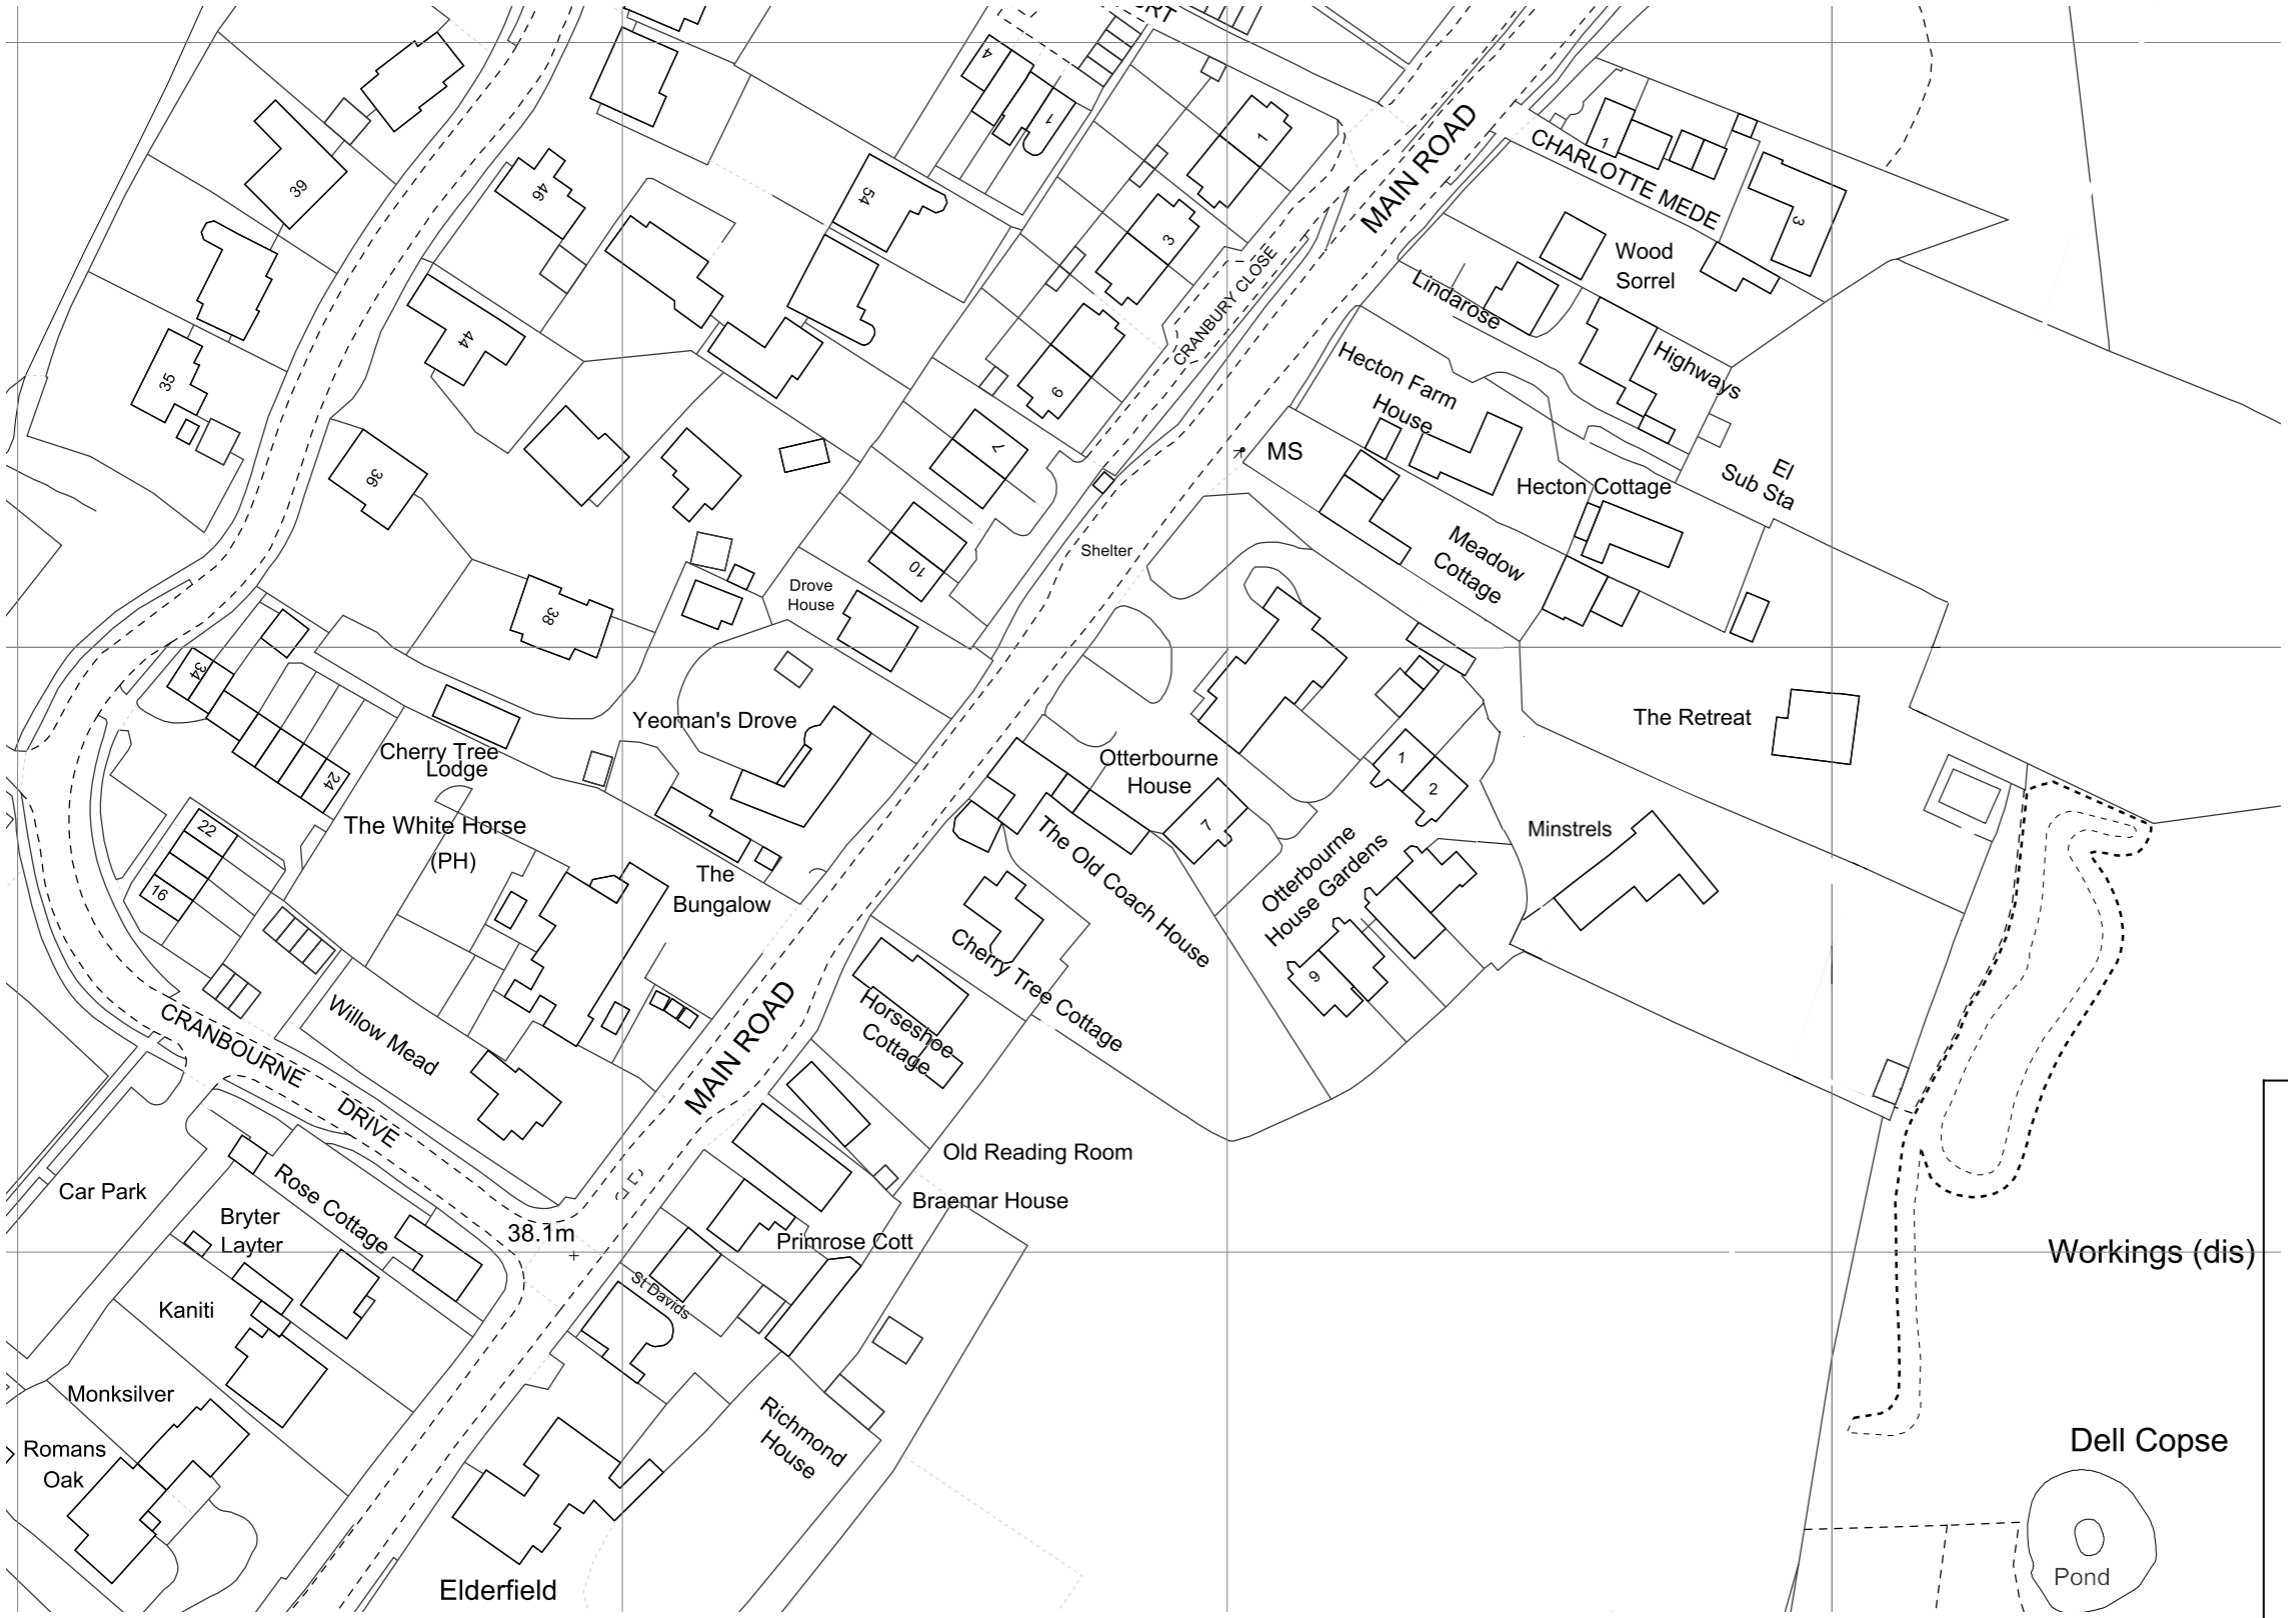 4
1
1
MAIN ROAD
1
CHARLOTTE MEDE
3
39
46
54
3
Wood
Sorrel
CRANBURY CLOSE
Lindarose
44
35
Hecton Farm
House
Highways
6
7
MS
36
El
Sub Sta
Hecton Cottage
Shelter
Meadow
Cottage
10
Drove
House
38
34
Yeoman's Drove
The Retreat
Cherry Tree
Lodge
24
Otterbourne
House
1
2
The White Horse
(PH)
22
16
7
Minstrels
The Old Coach House
Otterbourne
House Gardens
The
Bungalow
9
Cherry Tree Cottage
Horseshoe
Cottage
Willow Mead
MAIN ROAD
CRANBOURNE
DRIVE
Old Reading Room
Car Park
Rose Cottage
Braemar House
Bryter
Layter
38.1m
Primrose Cott
St Davids
Workings (dis)
Kaniti
Monksilver
Richmond
House
Romans
Oak
Dell Copse
Pond
Elderfield